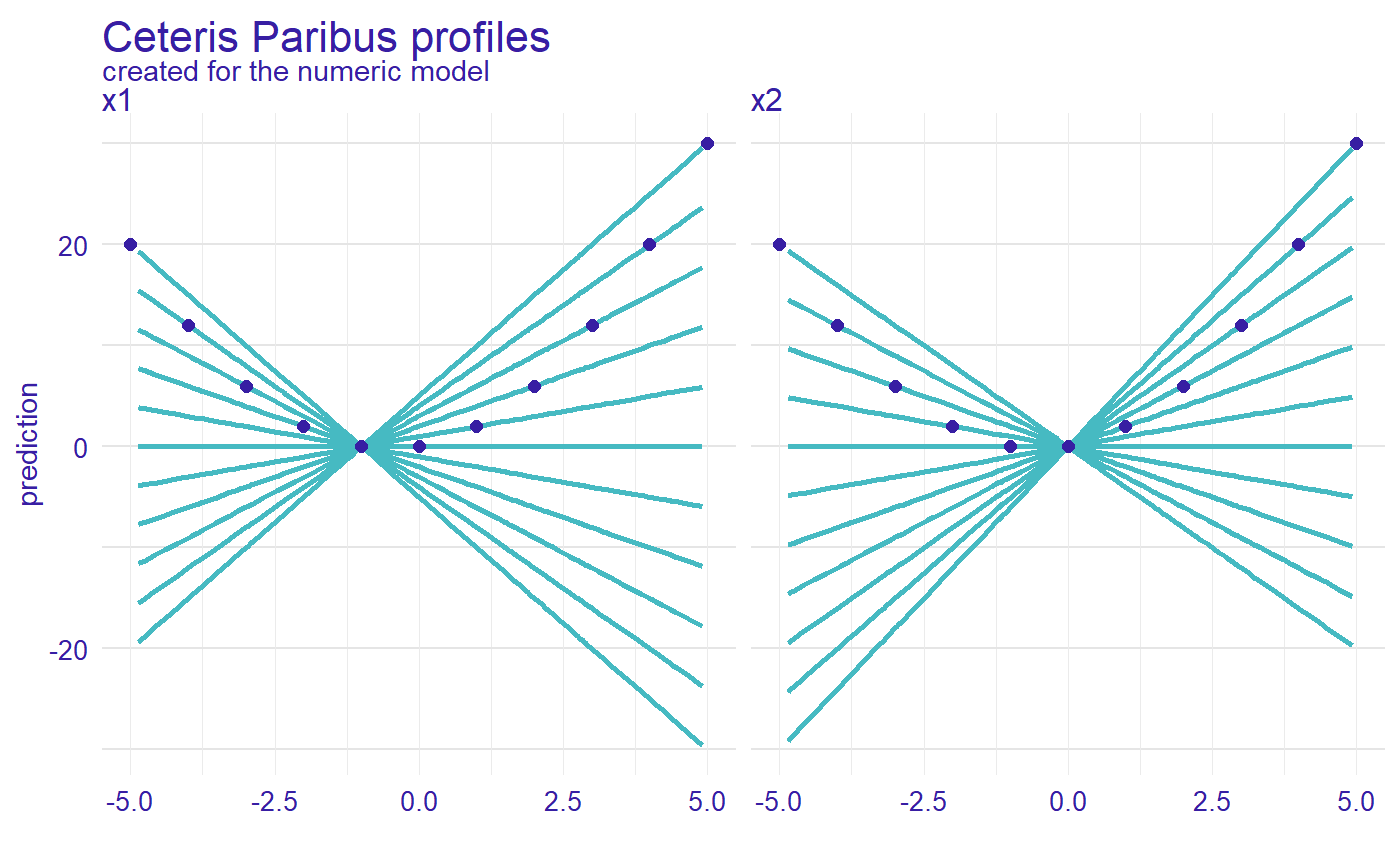 Ceteris Paribus profiles
created for the numeric model
x1
x2
prediction
20
0
-20
-5.0 -2.5 0.0 2.5 5.0
-5.0 -2.5 0.0 2.5 5.0